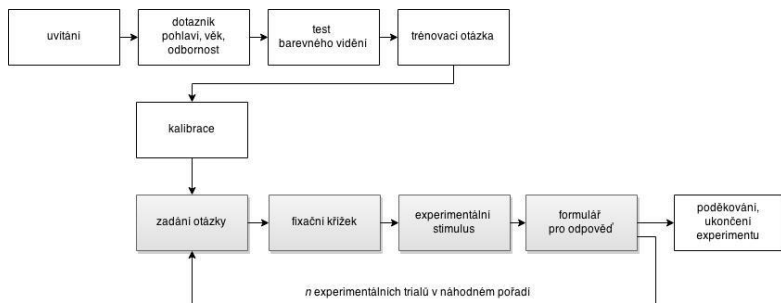 uvítání
dotazník
pohlaví, věk,
odbornost
test
barevného vidění
trénovací otázka
kalibrace
zadání otázky
fixační křížek
experimentální
stimulus
formulář
pro odpověď
poděkování,
ukončení
experimentu
n experimentálních trialů v náhodném pořadí